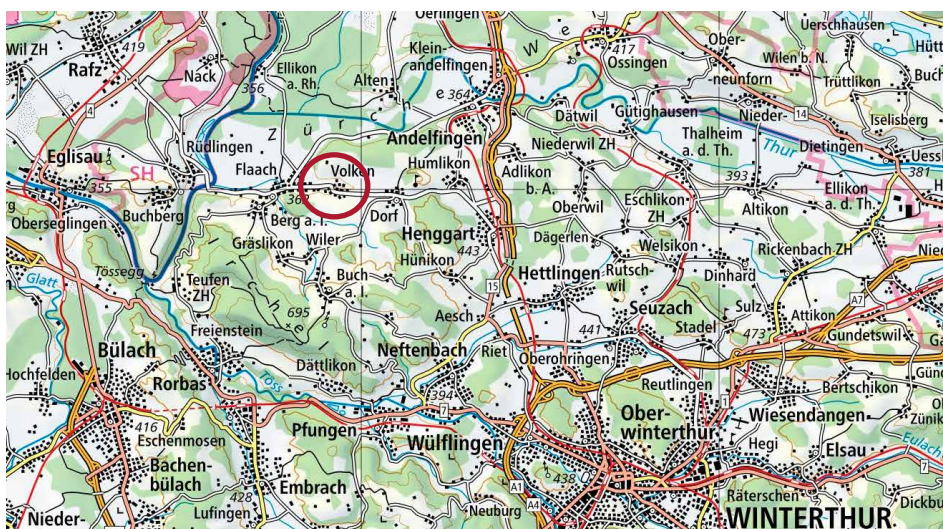 Oerlingen
Uerschhausen
Wil ZH
419
Klein-
andelfingen
W
e
417
Ossingen
Ober-
-neunforn
Wilen b. N.
Rafz
Nack
Ellikon
a. Rh.
356
Alten
Trüttlikon
4
Z
ü
r
c
h
e
364
Dätwil
Gütighausen
Nieder-
14
Iselisberg
Rüdlingen
Andelfingen
Thalheim
a. d. Th.
Thur
Dietingen
Eglisau
SH
Flaach
Volken
Humlikon
Niederwil ZH
Adlikon
b. A.
393
381
355
Buchberg
Oberseglingen
Berg a. I.
Dorf
Oberwil
Eschlikon
ZH
Altikon
Ellikon
a. d. Th.
Gräslikon
Wiler
Henggart
443
Dägerlen
Welsikon
Rickenbach ZH
Tössegg
Glatt
Teufen
ZH
Buch
a. I.
Hünikon
Hettlingen
Rutsch-
wil
Dinhard
I
r
c
h
e
l
695
15
Aesch
Seuzach
Sulz
A7
Attikon
Freienstein
441
Stadel
473
Gundetswil
Bülach
Neftenbach
Riet
Oberohringen
Hochfelden
Dättlikon
Töss
Reutlingen
Bertschikon
Rorbas
394
7
1
Ober-
winterthur
Wiesendangen
416
Eschenmosen
Pfungen
Wülflingen
Hegi
Elsau
Eulach
Bachen-
bülach
Embrach
438
7
428
A1
Räterschen
Nieder-
Lufingen
Neuburg
A4
WINTERTHUR